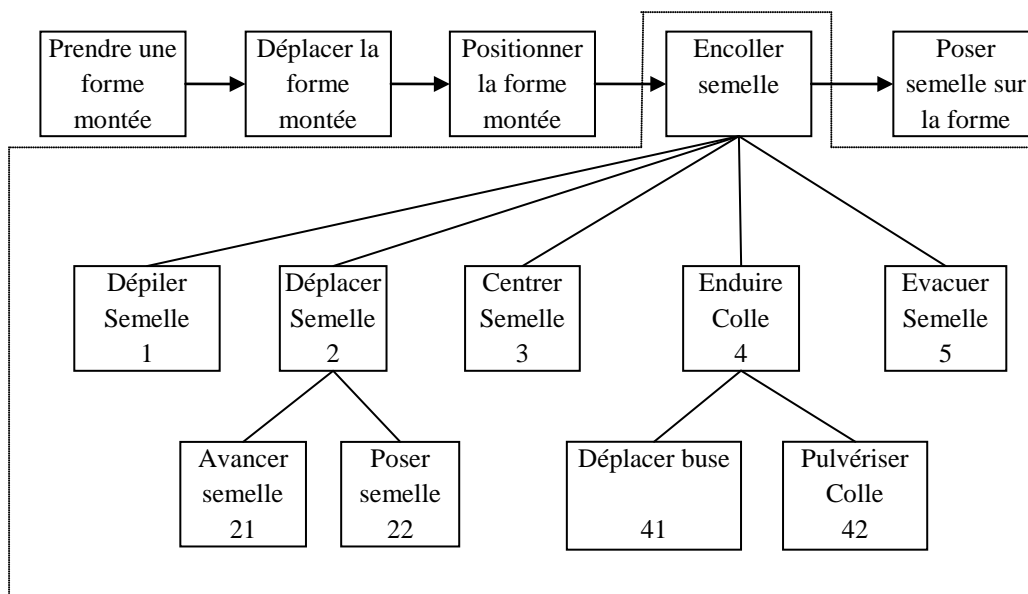 Prendre une
forme
montée
Déplacer la
forme
montée
Positionner
la forme
montée
Encoller
semelle
Poser
semelle sur
la forme
Dépiler
Semelle
1
Déplacer
Semelle
2
Centrer
Semelle
3
Enduire
Colle
4
Evacuer
Semelle
5
Avancer
semelle
21
Poser
semelle
22
Déplacer buse
41
Pulvériser
Colle
42